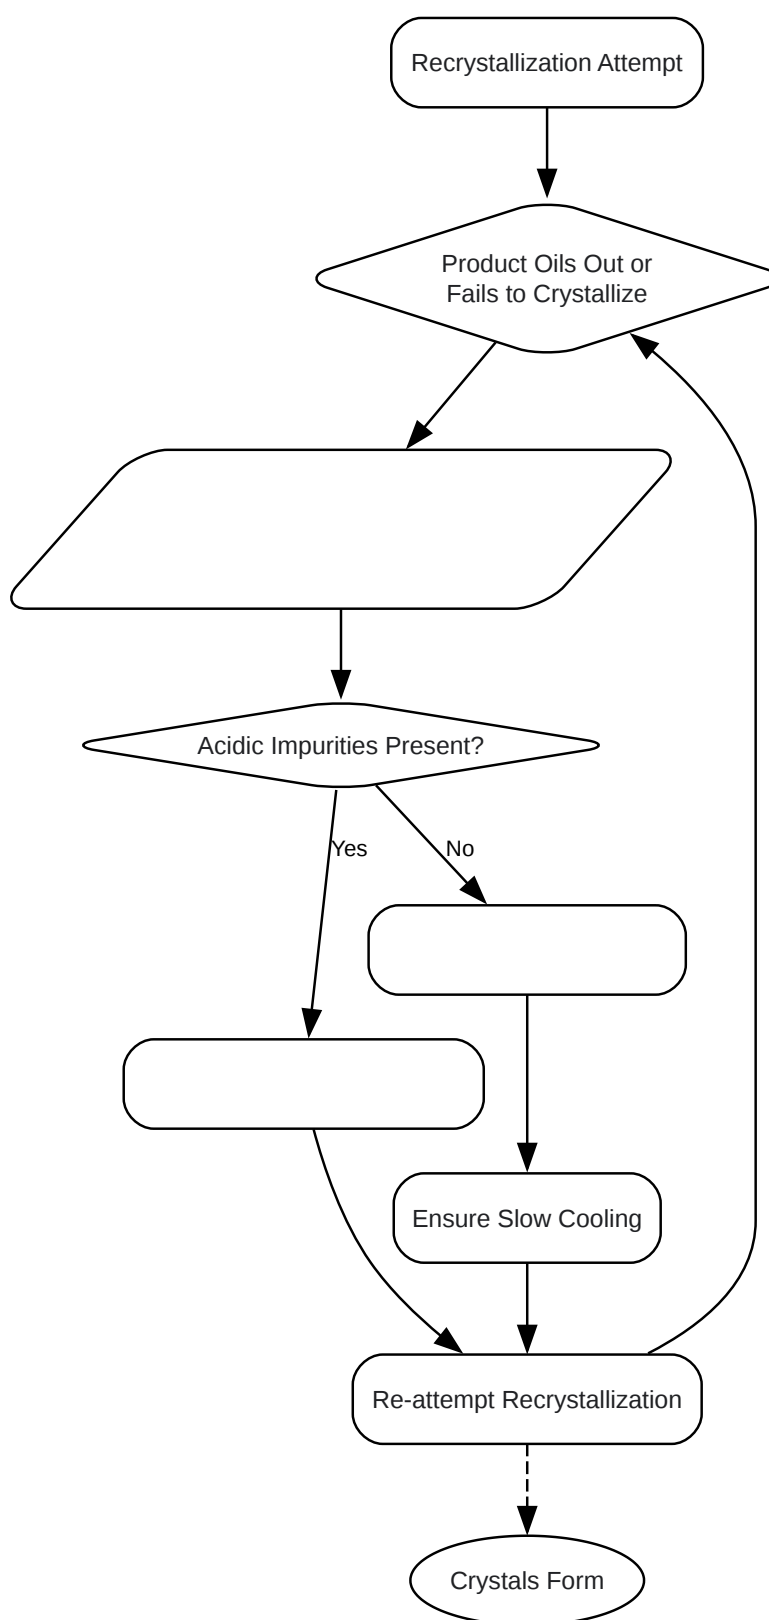 Recrystallization Attempt
Product Oils Out or
Fails to Crystallize
Acidic Impurities Present?
Yes
No
Ensure Slow Cooling
Re-attempt Recrystallization
Crystals Form